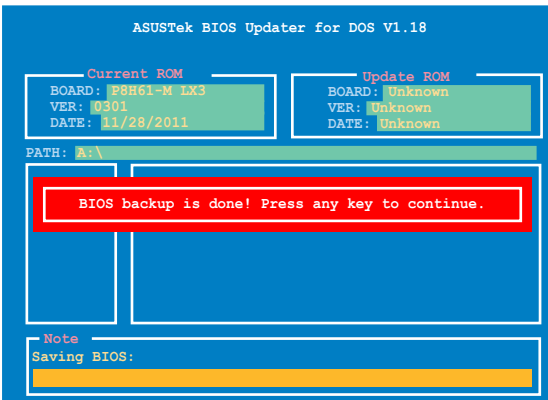 ASUSTek BIOS Updater for DOS V1.18
Current ROM
BOARD: P8H61-M LX3
VER: 0301
DATE: 11/28/2011
Update ROM
BOARD: Unknown
VER: Unknown
DATE: Unknown
PATH: A:\
BIOS backup is done! Press any key to continue.
Note
Saving BIOS: